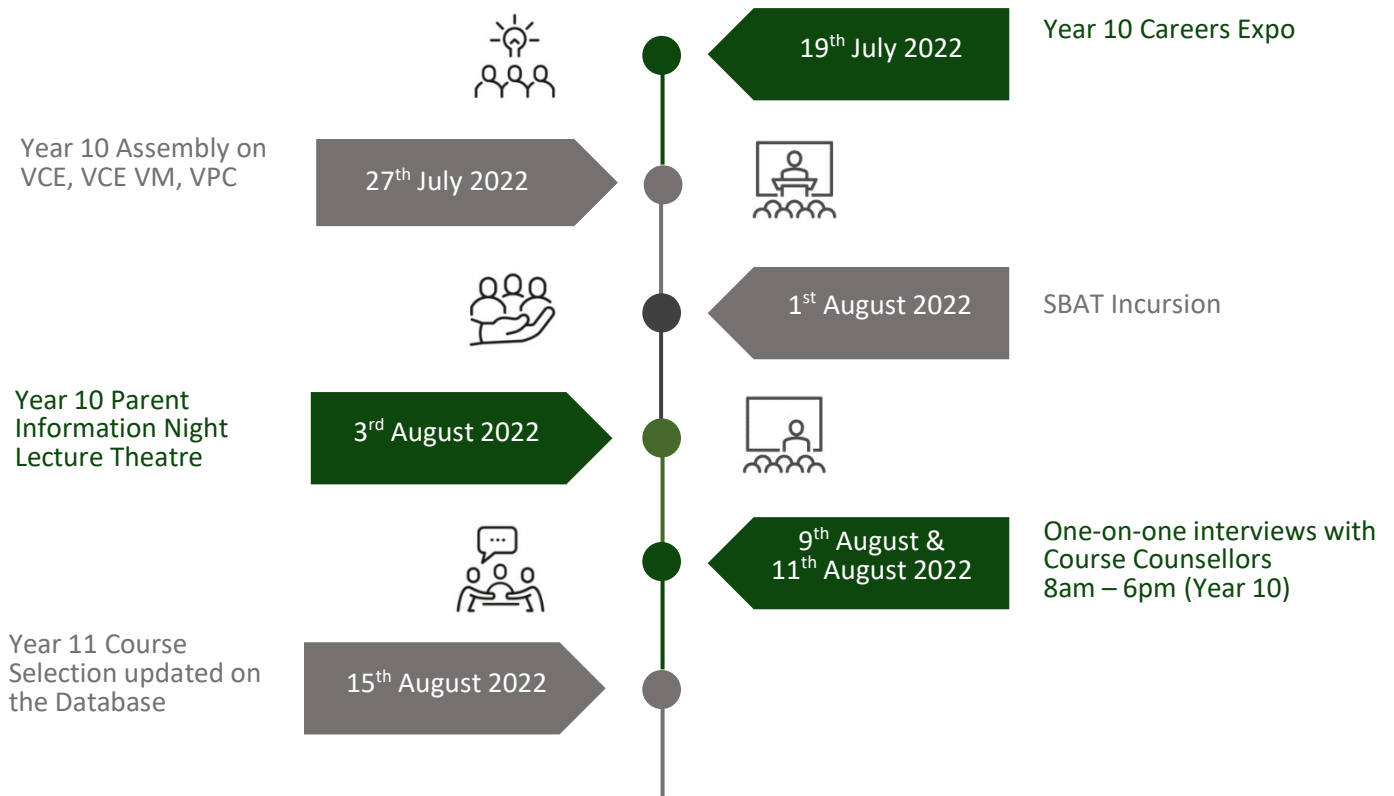 19th July 2022
Year 10 Careers Expo
Year 10 Assembly on
VCE, VCE VM, VPC
27th July 2022
1st August 2022
SBAT Incursion
Year 10 Parent
Information Night
Lecture Theatre
3rd August 2022
9th August &
11th August 2022
One-on-one interviews with
Course Counsellors
8am – 6pm (Year 10)
Year 11 Course
Selection updated on
the Database
15th August 2022